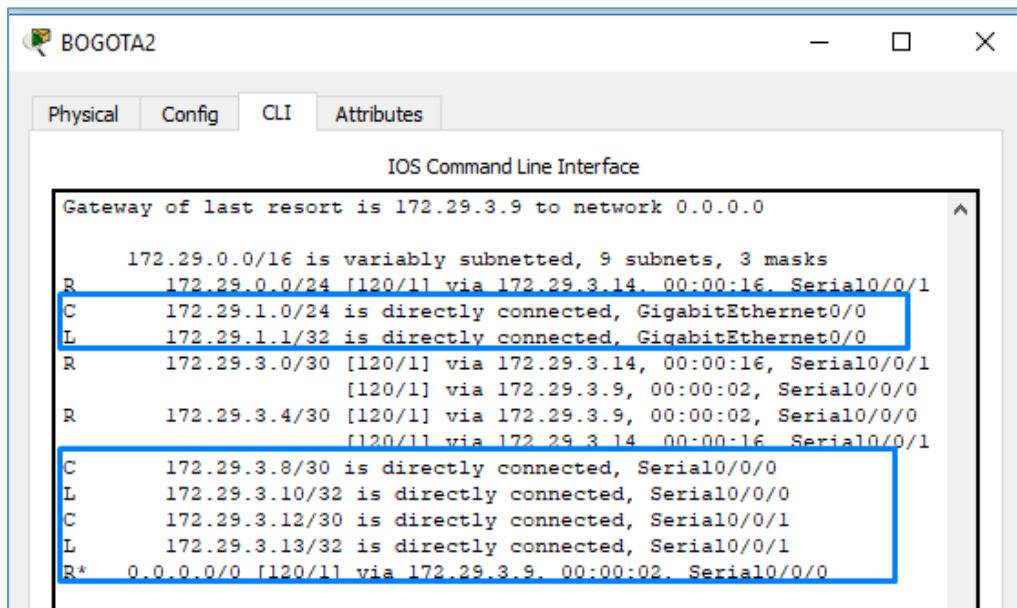 BOGOTA2
Physical Config CLI Attributes
IOS Command Line Interface
Gateway of last resort is 172.29.3.9 to network 0.0.0.0
172.29.0.0/16 is variably subnetted, 9 subnets, 3 masks
R 172.29.0.0/24 [120/1] via 172.29.3.14, 00:00:16, Serial0/0/1
C 172.29.1.0/24 is directly connected, GigabitEthernet0/0
L 172.29.1.1/32 is directly connected, GigabitEthernet0/0
R 172.29.3.0/30 [120/1] via 172.29.3.14, 00:00:16, Serial0/0/1
[120/1] via 172.29.3.9, 00:00:02, Serial0/0/0
R 172.29.3.4/30 [120/1] via 172.29.3.9, 00:00:02, Serial0/0/0
[120/1] via 172.29.3.14, 00:00:16, Serial0/0/1
C 172.29.3.8/30 is directly connected, Serial0/0/0
L 172.29.3.10/32 is directly connected, Serial0/0/0
C 172.29.3.12/30 is directly connected, Serial0/0/1
L 172.29.3.13/32 is directly connected, Serial0/0/1
R* 0.0.0.0/0 [120/1] via 172.29.3.9, 00:00:02, Serial0/0/0